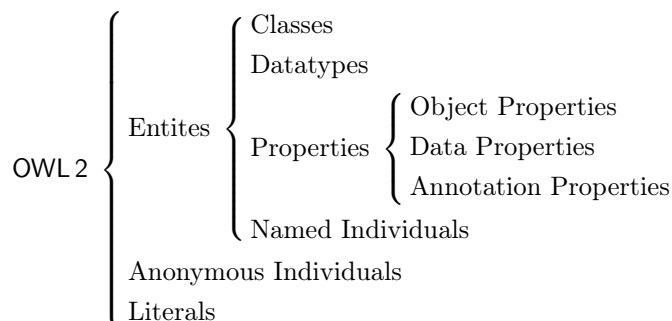 Classes
Datatypes
Object Properties
Entites
Properties
Data Properties
OWL 2
Annotation Properties
Named Individuals
Anonymous Individuals
Literals